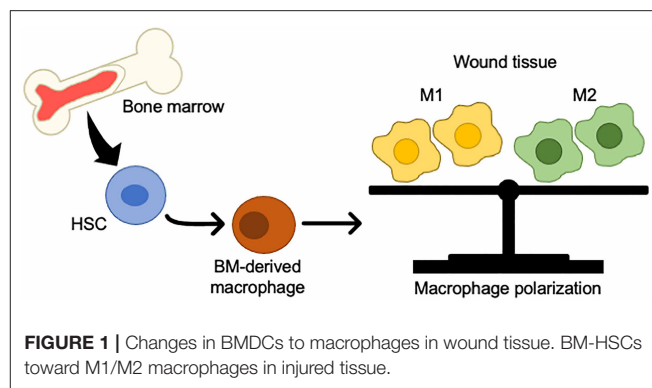 Bone marrow
HSC
BM-derived
macrophage
Wound tissue
M1
M2
Macrophage polarization
FIGURE 1 | Changes in BMDCs to macrophages in wound tissue. BM-HSCs
toward M1/M2 macrophages in injured tissue.